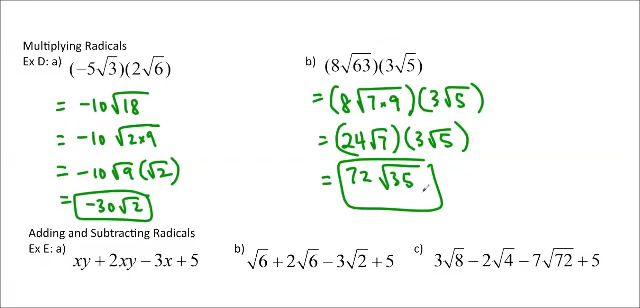 Multiplying Radicals
Ex D: a) (−5√3)(2√6)
= −10√18
= −10 √2×9
= −10√9 (√2)
= −30√2
b) (8√63)(3√5)
= (8√7×9)(3√5)
= (24√7)(3√5)
= 72√35
Adding and Subtracting Radicals
Ex E: a) xy + 2xy − 3x + 5
b) √6 + 2√6 − 3√2 + 5
c) 3√8 − 2√4 − 7√72 + 5